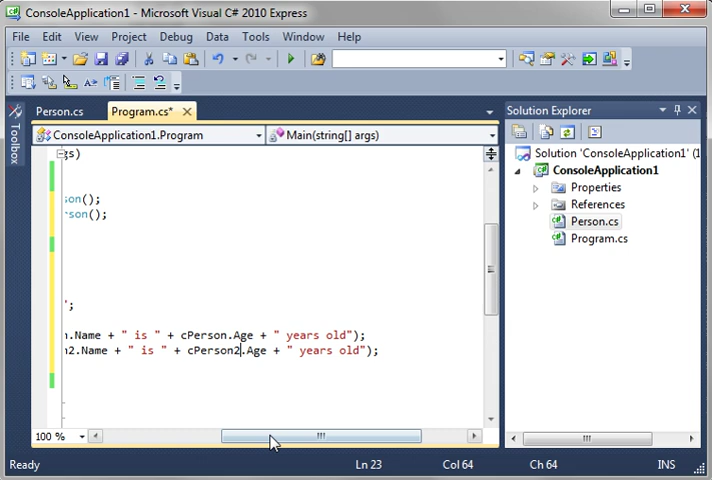 ConsoleApplication1 - Microsoft Visual C# 2010 Express
File Edit View Project Debug Data Tools Window Help
Person.cs Program.cs*
ConsoleApplication1.Program Main(string[] args)
Toolbox
gs)
son();
rson();
";
n.Name + " is " + cPerson.Age + " years old");
n2.Name + " is " + cPerson2.Age + " years old");
100 %
Solution Explorer
Solution 'ConsoleApplication1' (1
ConsoleApplication1
Properties
References
Person.cs
Program.cs
Ready Ln 23 Col 64 Ch 64 INS